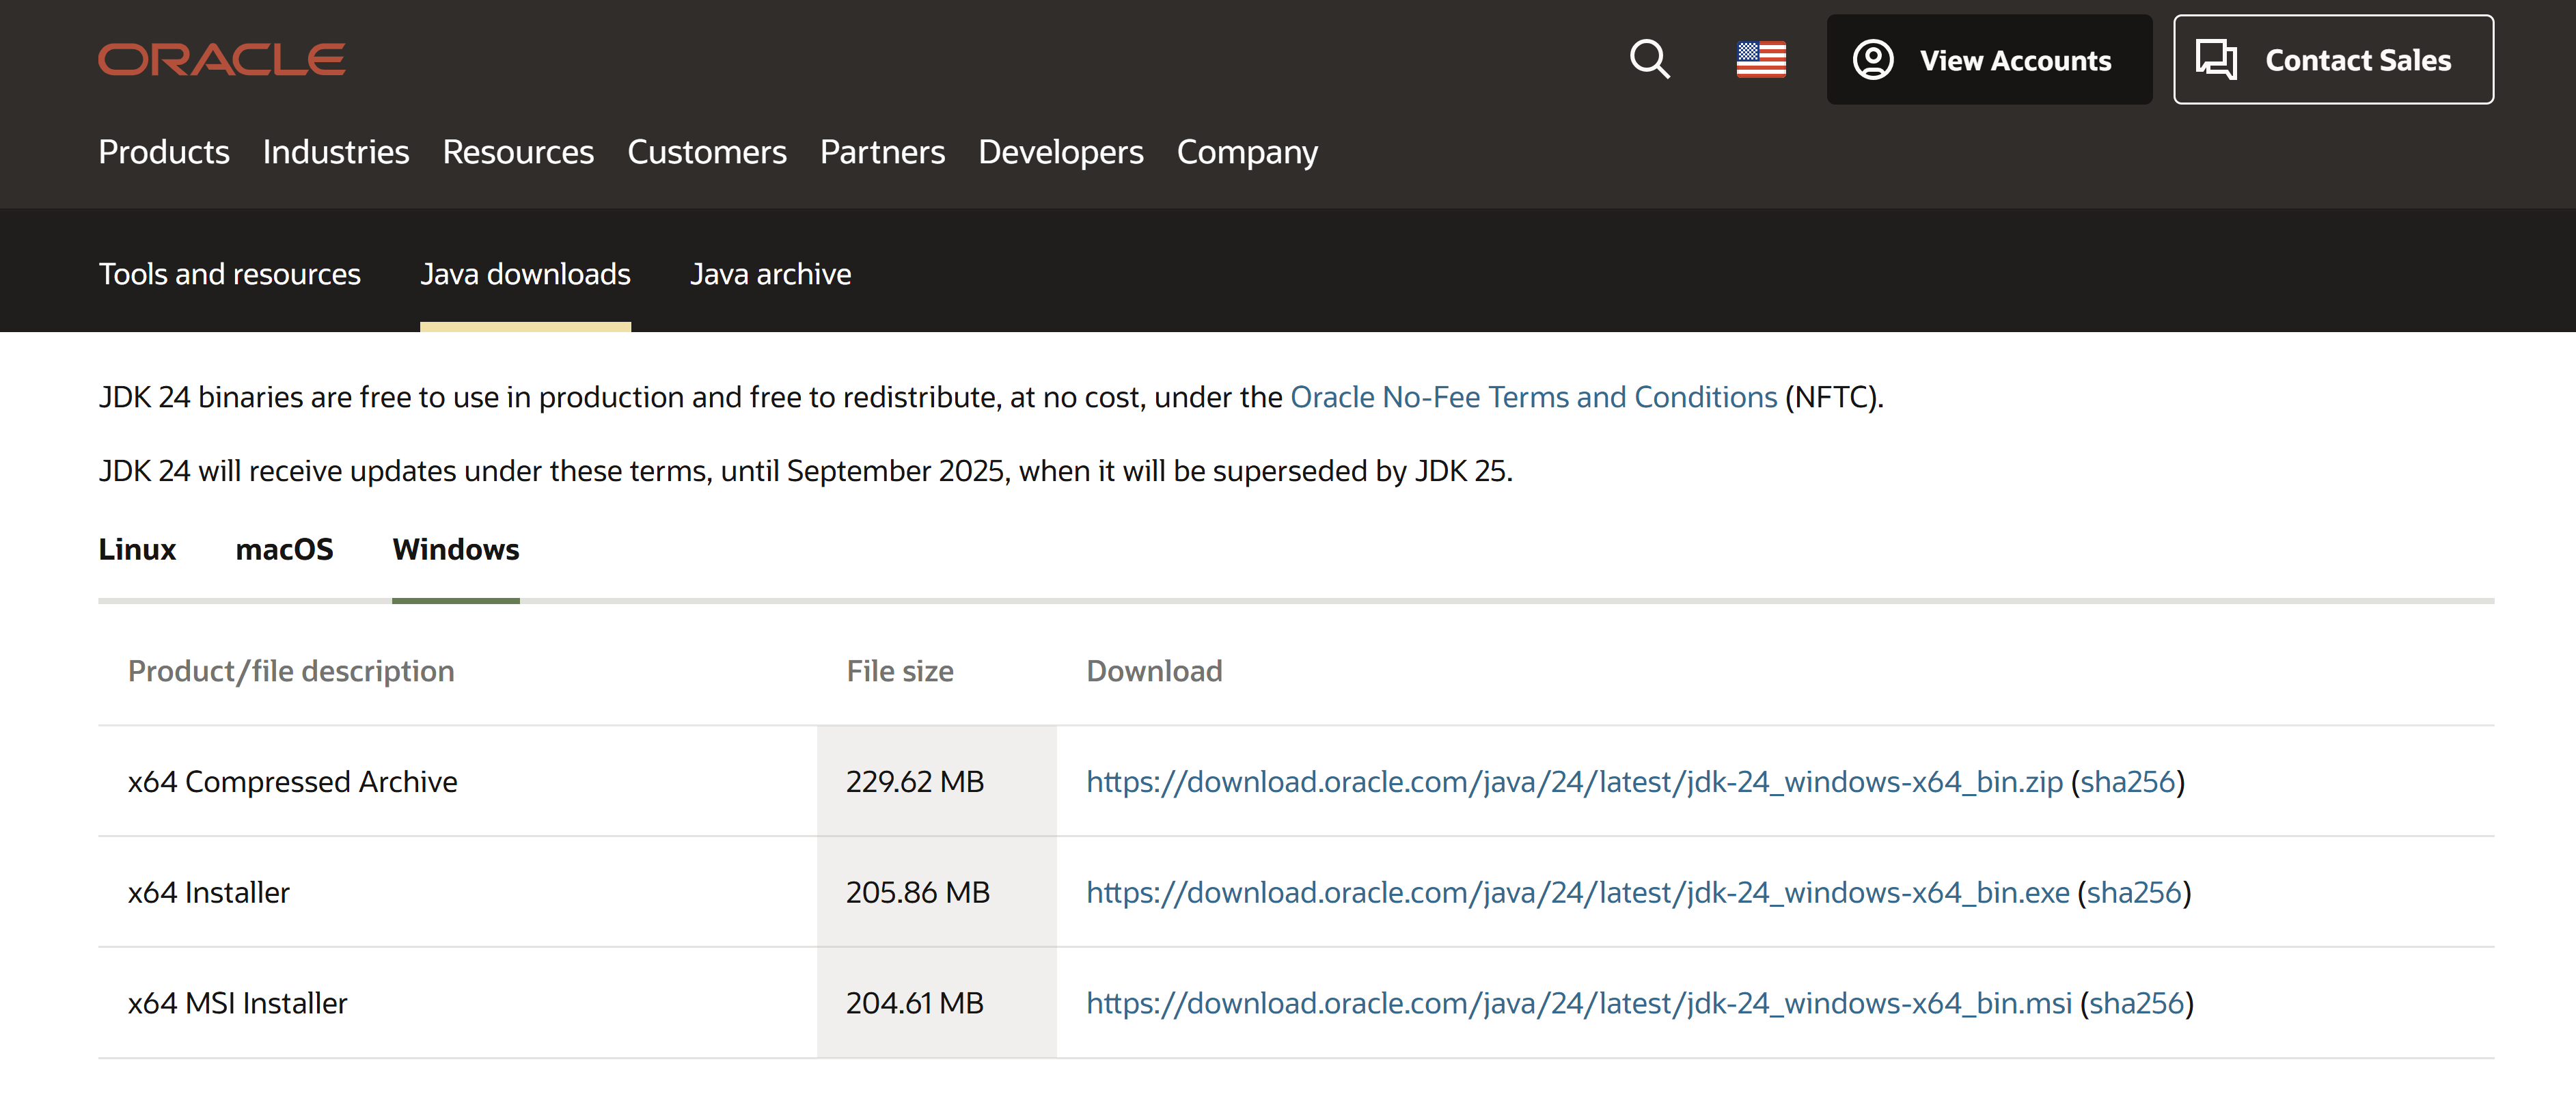 ORACLE
View Accounts
Contact Sales
Products Industries Resources Customers Partners Developers Company
Tools and resources Java downloads Java archive
JDK 24 binaries are free to use in production and free to redistribute, at no cost, under the Oracle No-Fee Terms and Conditions (NFTC).
JDK 24 will receive updates under these terms, until September 2025, when it will be superseded by JDK 25.
Linux macOS Windows
Product/file description File size Download
x64 Compressed Archive 229.62 MB https://download.oracle.com/java/24/latest/jdk-24_windows-x64_bin.zip (sha256)
x64 Installer 205.86 MB https://download.oracle.com/java/24/latest/jdk-24_windows-x64_bin.exe (sha256)
x64 MSI Installer 204.61 MB https://download.oracle.com/java/24/latest/jdk-24_windows-x64_bin.msi (sha256)